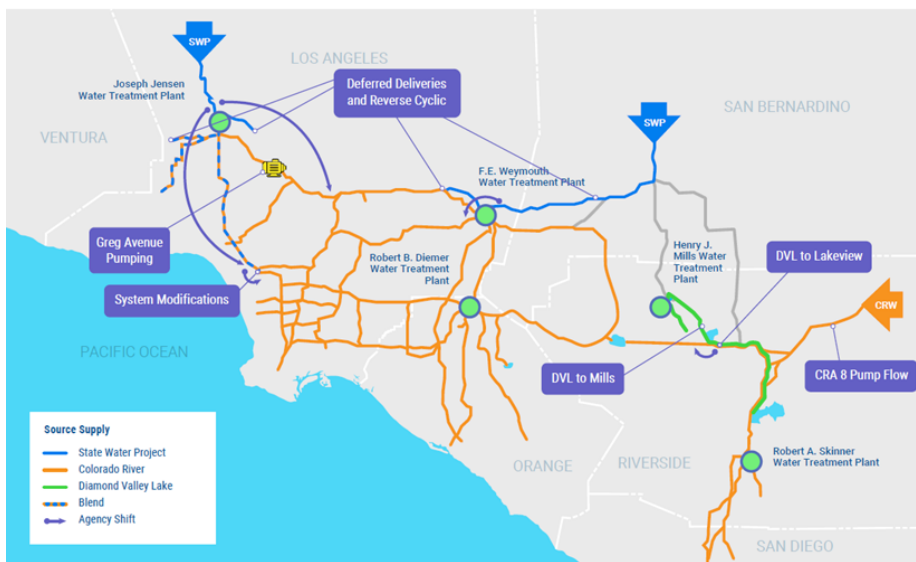 SWP
LOS ANGELES
Joseph Jensen
Water Treatment Plant
Deferred Deliveries
and Reverse Cyclic
SAN BERNARDINO
SWP
VENTURA
F.E. Weymouth
Water Treatment Plant
Greg Avenue
Pumping
Robert B. Diemer
Water Treatment
Plant
Henry J.
Mills Water
Treatment
Plant
DVL to Lakeview
System Modifications
CRW
PACIFIC OCEAN
DVL to Mills
CRA 8 Pump Flow
Source Supply
State Water Project
Colorado River
Diamond Valley Lake
Blend
Agency Shift
ORANGE
RIVERSIDE
Robert A. Skinner
Water Treatment Plant
SAN DIEGO